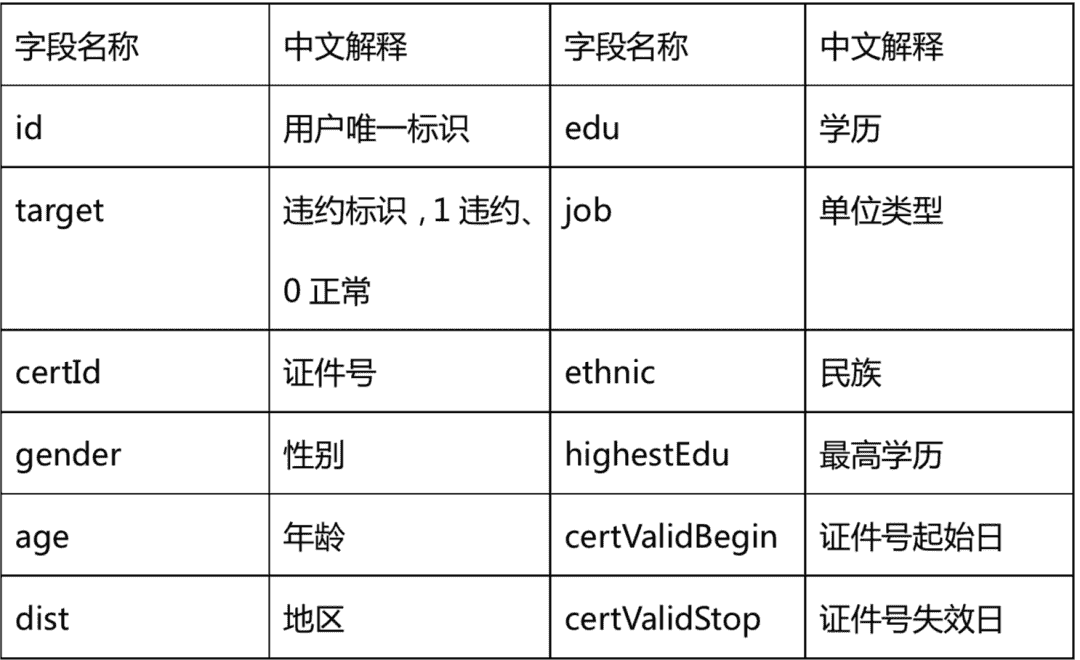 字段名称 中文解释 字段名称 中文解释
id 用户唯一标识 edu 学历
target 违约标识，1 违约、 job 单位类型
0 正常
certId 证件号 ethnic 民族
gender 性别 highestEdu 最高学历
age 年龄 certValidBegin 证件号起始日
dist 地区 certValidStop 证件号失效日